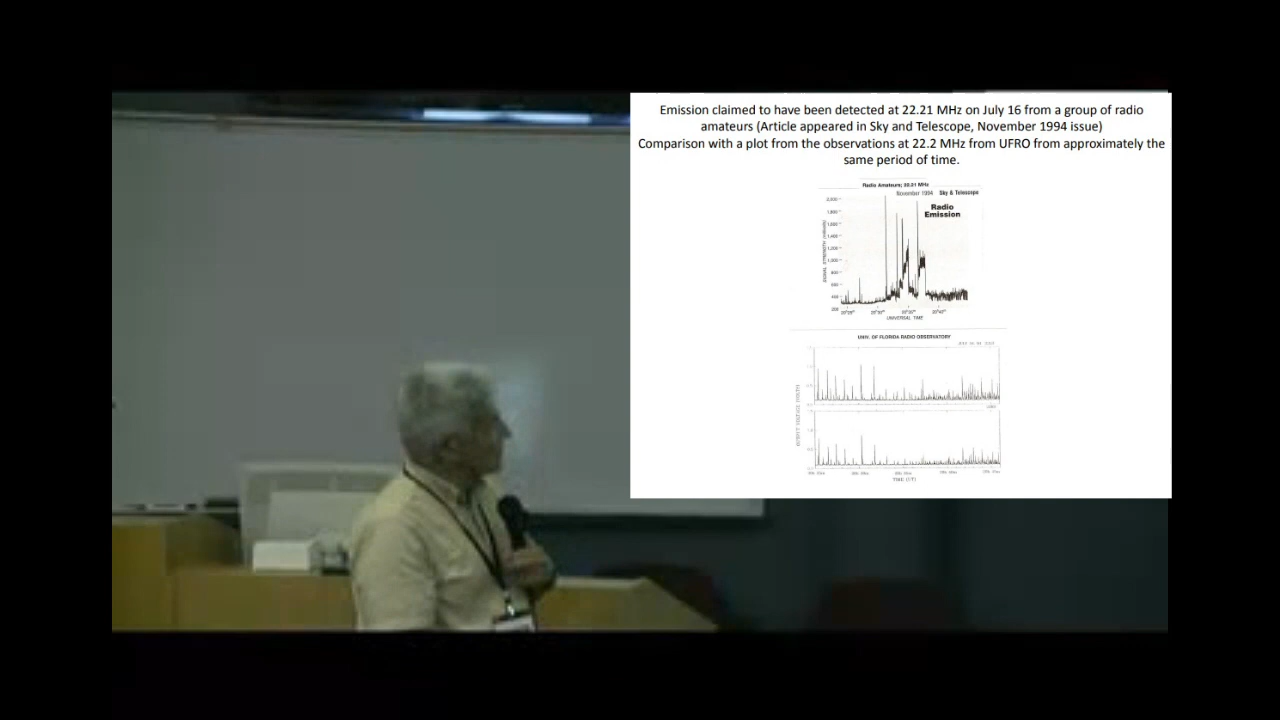 Emission claimed to have been detected at 22.21 MHz on July 16 from a group of radio
amateurs (Article appeared in Sky and Telescope, November 1994 issue)
Comparison with a plot from the observations at 22.2 MHz from UFRO from approximately the
same period of time.
Radio Amateurs;
November 1994 Sky & Telescope
Radio
Emission
UNIVERSAL TIME
UNIV. OF FLORIDA RADIO OBSERVATORY
TIME (UT)